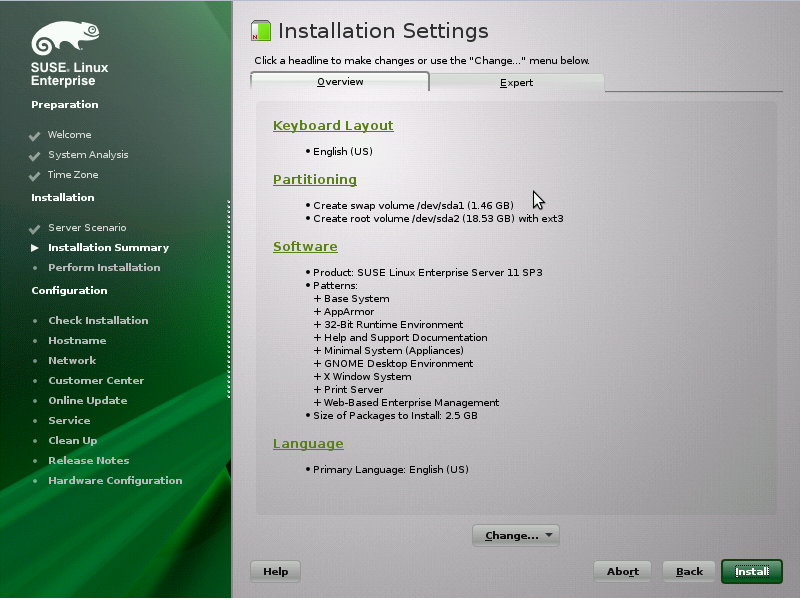 SUSE. Linux
Enterprise
Preparation
Welcome
System Analysis
Time Zone
Installation
Server Scenario
Installation Summary
Perform Installation
Configuration
Check Installation
Hostname
Network
Customer Center
Online Update
Service
Clean Up
Release Notes
Hardware Configuration
Installation Settings
Click a headline to make changes or use the "Change..." menu below.
Overview Expert
Keyboard Layout
• English (US)
Partitioning
• Create swap volume /dev/sda1 (1.46 GB)
• Create root volume /dev/sda2 (18.53 GB) with ext3
Software
• Product: SUSE Linux Enterprise Server 11 SP3
• Patterns:
+ Base System
+ AppArmor
+ 32-Bit Runtime Environment
+ Help and Support Documentation
+ Minimal System (Appliances)
+ GNOME Desktop Environment
+ X Window System
+ Print Server
+ Web-Based Enterprise Management
• Size of Packages to Install: 2.5 GB
Language
• Primary Language: English (US)
Change...
Help Abort Back Install